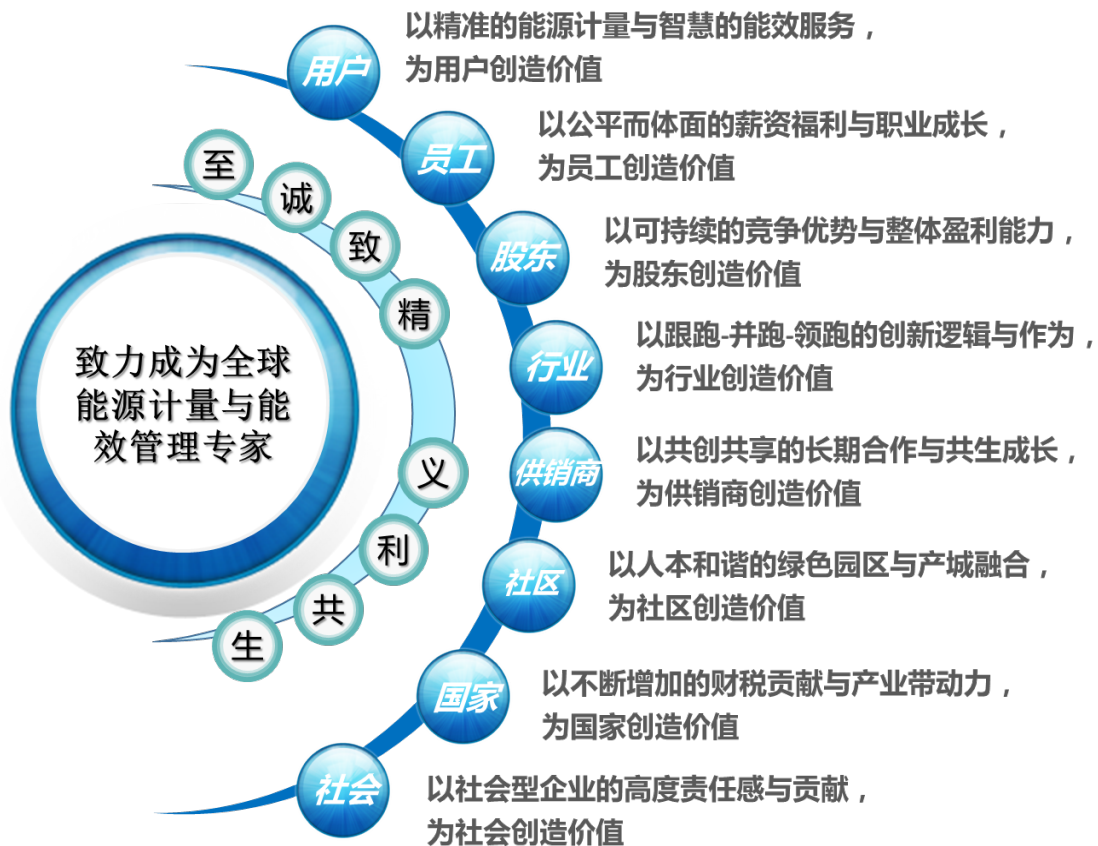 致力成为全球
能源计量与能
效管理专家
至
诚
致
精
义
利
共
生
用户
以精准的能源计量与智慧的能效服务，
为用户创造价值
员工
以公平而体面的薪资福利与职业成长，
为员工创造价值
股东
以可持续的竞争优势与整体盈利能力，
为股东创造价值
行业
以跟跑-并跑-领跑的创新逻辑与作为，
为行业创造价值
供销商
以共创共享的长期合作与共生成长，
为供销商创造价值
社区
以人本和谐的绿色园区与产城融合，
为社区创造价值
国家
以不断增加的财税贡献与产业带动力，
为国家创造价值
社会
以社会型企业的高度责任感与贡献，
为社会创造价值